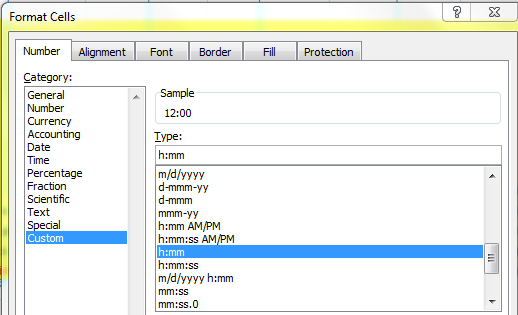 Format Cells
Number Alignment Font Border Fill Protection
Category:
General
Number
Currency
Accounting
Date
Time
Percentage
Fraction
Scientific
Text
Special
Custom
Sample
12:00
Type:
h:mm
m/d/yyyy
d-mmm-yy
d-mmm
mmm-yy
h:mm AM/PM
h:mm:ss AM/PM
h:mm
h:mm:ss
m/d/yyyy h:mm
mm:ss
mm:ss.0